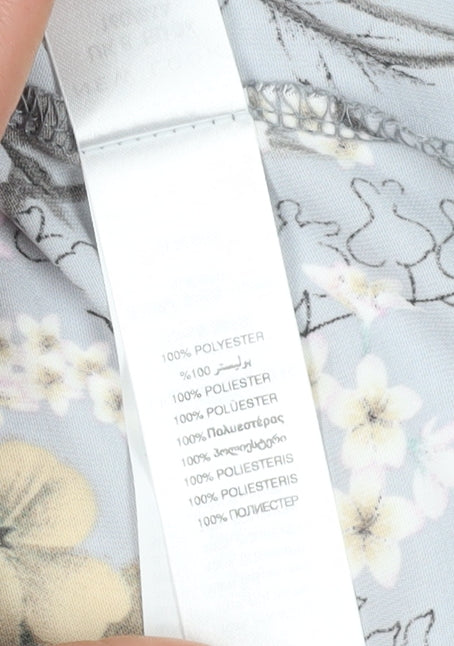 100% POLYESTER
%100 بوليستر
100% POLIESTER
100% POLÜESTER
100% Πολυεστέρας
100% პოლიესტერი
100% POLIESTERIS
100% POLIESTERIS
100% ПОЛИЕСТЕР